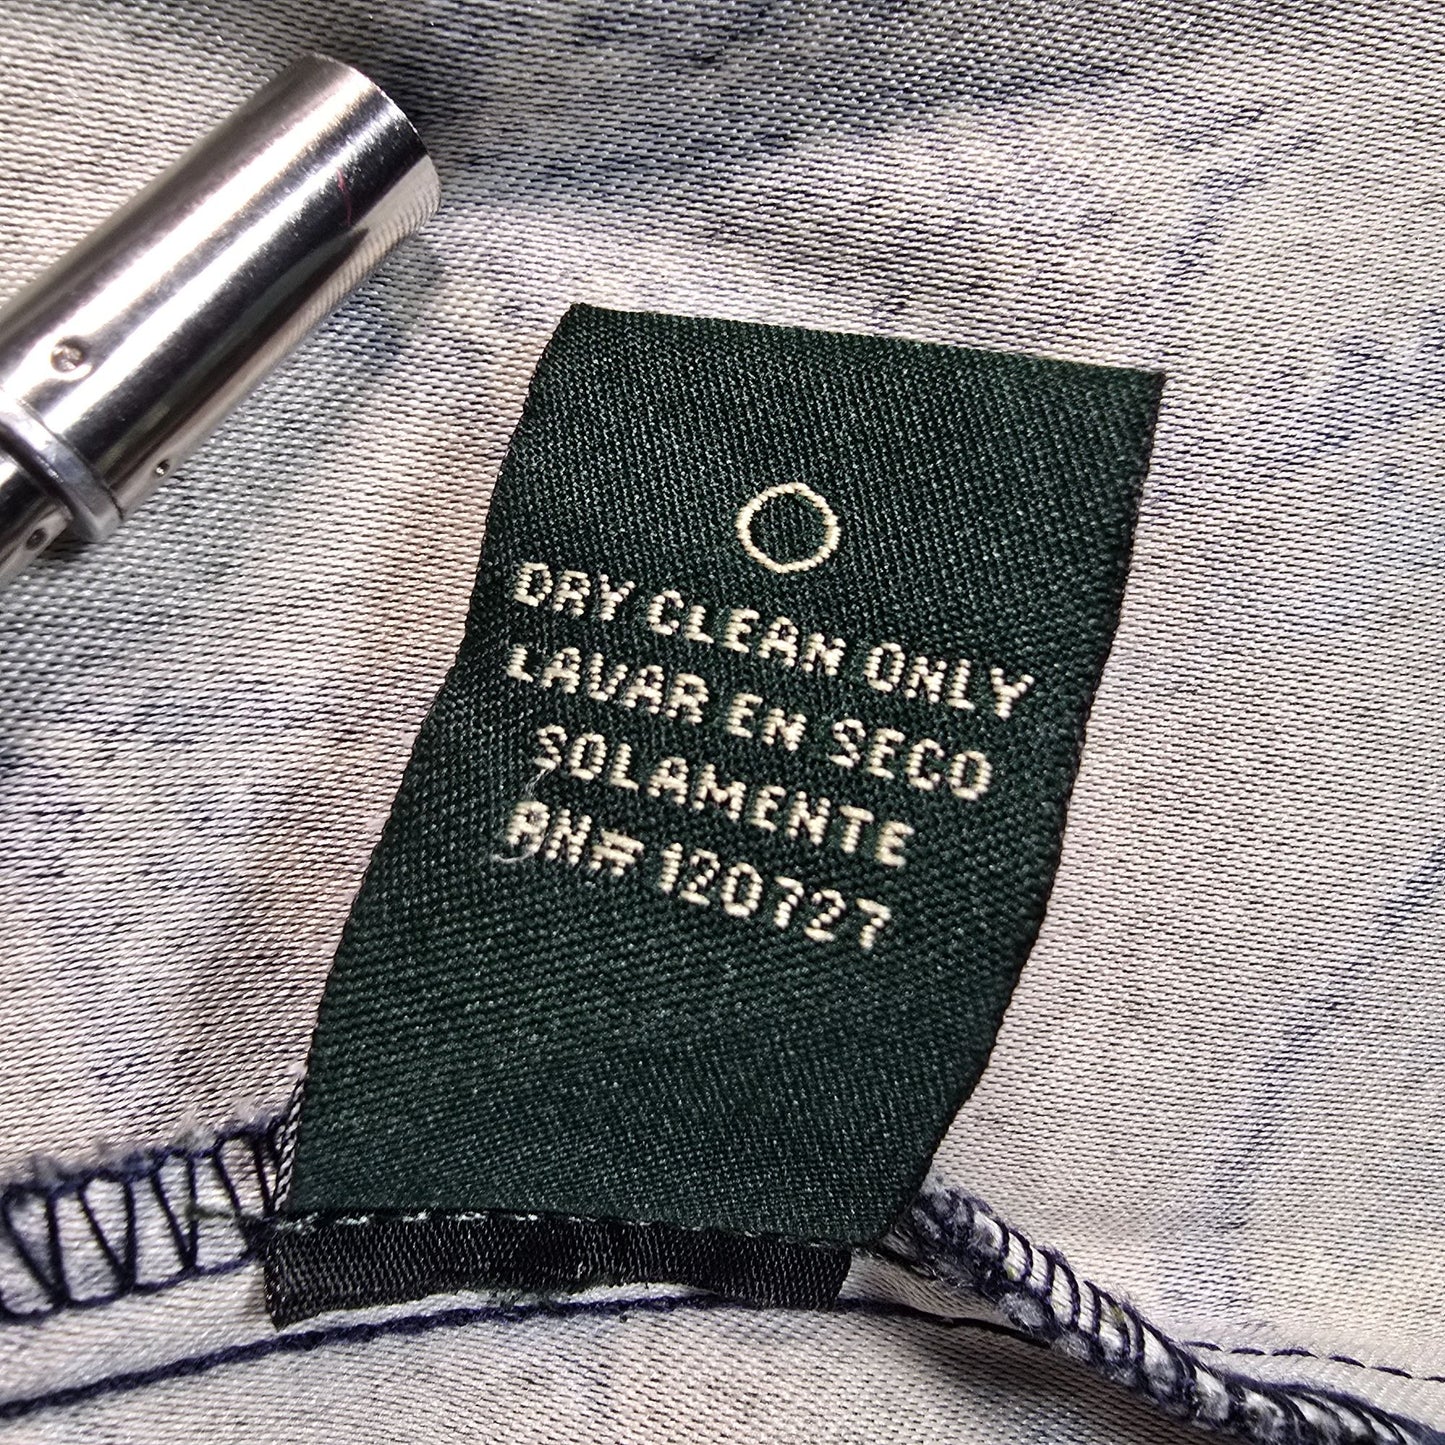 DRY CLEAN ONLY
LAVAR EN SECO
SOLAMENTE
RN# 120727